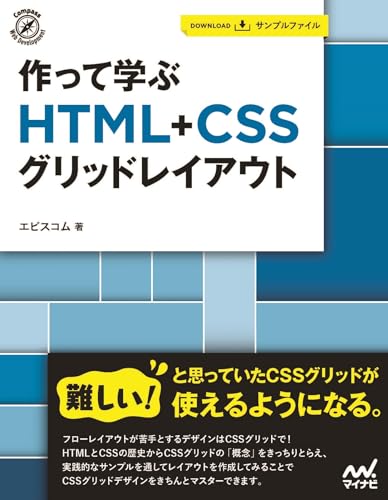 Compass
Web Development
DOWNLOAD サンプルファイル
作って学ぶ
HTML+CSS
グリッドレイアウト
エビスコム 著
難しい!
と思っていたCSSグリッドが
使えるようになる。
フローレイアウトが苦手とするデザインはCSSグリッドで!
HTMLとCSSの歴史からCSSグリッドの「概念」をきっちりとらえ、
実践的なサンプルを通してレイアウトを作成してみることで
CSSグリッドデザインをきちんとマスターできます。
マイナビ